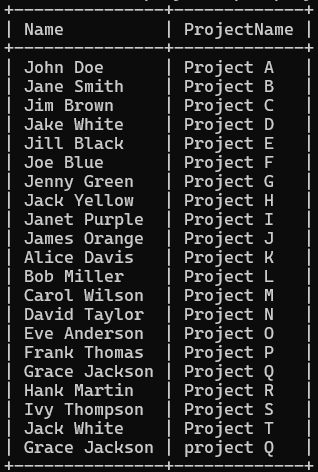 Name ProjectName
John Doe Project A
Jane Smith Project B
Jim Brown Project C
Jake White Project D
Jill Black Project E
Joe Blue Project F
Jenny Green Project G
Jack Yellow Project H
Janet Purple Project I
James Orange Project J
Alice Davis Project K
Bob Miller Project L
Carol Wilson Project M
David Taylor Project N
Eve Anderson Project O
Frank Thomas Project P
Grace Jackson Project Q
Hank Martin Project R
Ivy Thompson Project S
Jack White Project T
Grace Jackson project Q